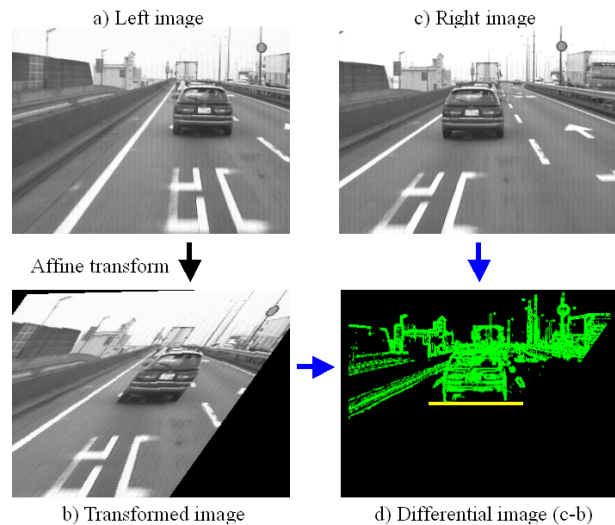 a) Left image
c) Right image
Affine transform
b) Transformed image
d) Differential image (c-b)